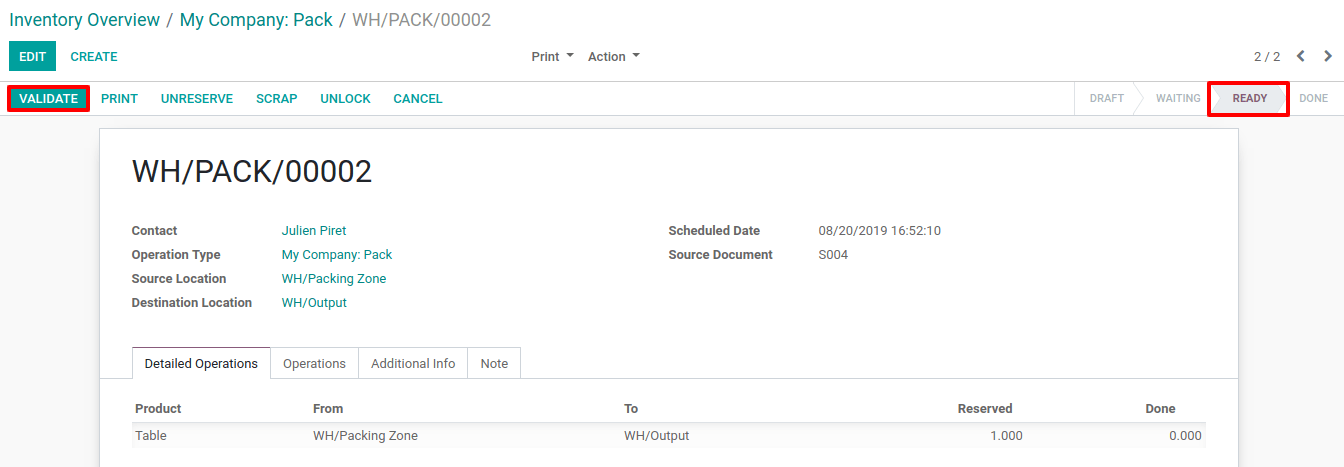 Inventory Overview / My Company: Pack / WH/PACK/00002
EDIT CREATE Print Action 2 / 2
VALIDATE PRINT UNRESERVE SCRAP UNLOCK CANCEL DRAFT WAITING READY DONE
WH/PACK/00002
Contact Julien Piret Scheduled Date 08/20/2019 16:52:10
Operation Type My Company: Pack Source Document S004
Source Location WH/Packing Zone
Destination Location WH/Output
Detailed Operations Operations Additional Info Note
Product From To Reserved Done
Table WH/Packing Zone WH/Output 1.000 0.000